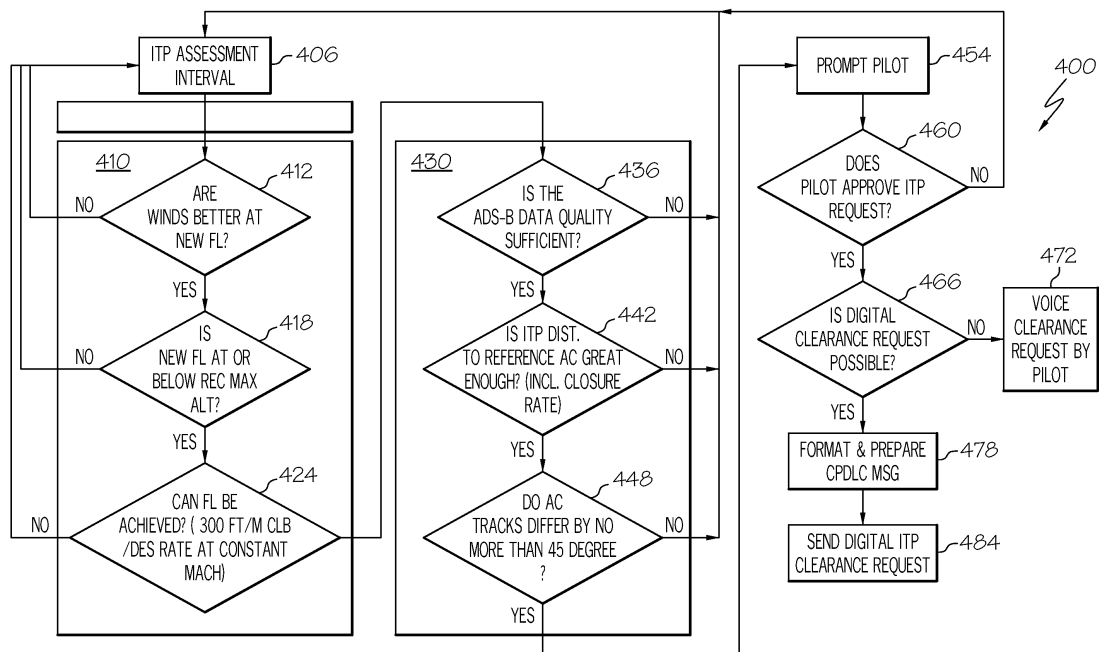 ITP ASSESSMENT
INTERVAL
406
410
412
ARE
WINDS BETTER AT
NEW FL?
NO
YES
418
IS
NEW FL AT OR
BELOW REC MAX
ALT?
NO
YES
424
CAN FL BE
ACHIEVED? ( 300 FT/M CLB
/DES RATE AT CONSTANT
MACH)
NO
430
436
IS THE
ADS-B DATA QUALITY
SUFFICIENT?
NO
YES
442
IS ITP DIST.
TO REFERENCE AC GREAT
ENOUGH? (INCL. CLOSURE
RATE)
NO
YES
448
DO AC
TRACKS DIFFER BY NO
MORE THAN 45 DEGREE
?
NO
YES
PROMPT PILOT
454
400
460
DOES
PILOT APPROVE ITP
REQUEST?
NO
YES
466
IS DIGITAL
CLEARANCE REQUEST
POSSIBLE?
NO
472
VOICE
CLEARANCE
REQUEST BY
PILOT
YES
FORMAT & PREPARE
CPDLC MSG
478
SEND DIGITAL ITP
CLEARANCE REQUEST
484